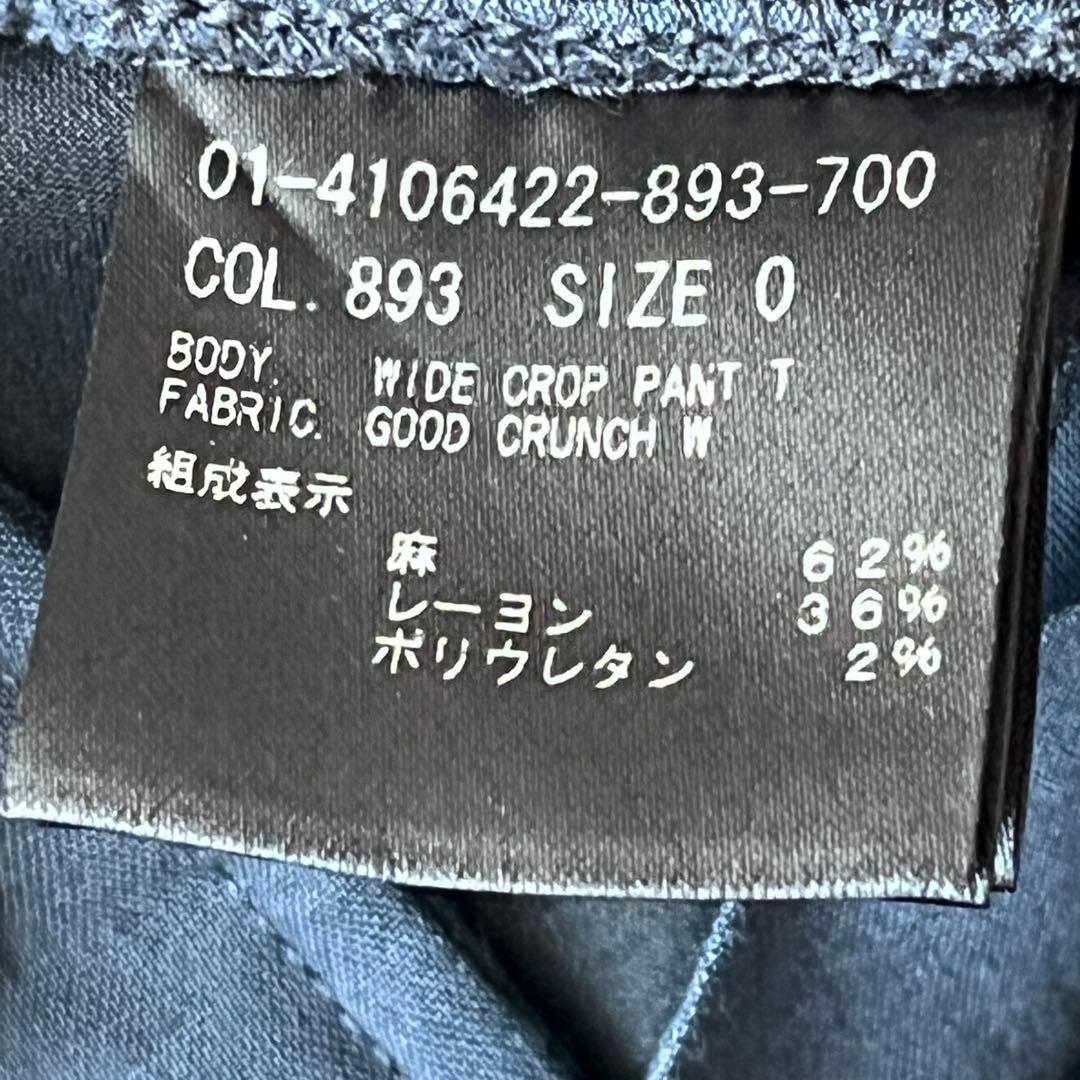 01-4106422-893-700
COL. 893 SIZE 0
BODY. WIDE CROP PANT T
FABRIC. GOOD CRUNCH W
組成表示
麻 62%
レーヨン 36%
ポリウレタン 2%